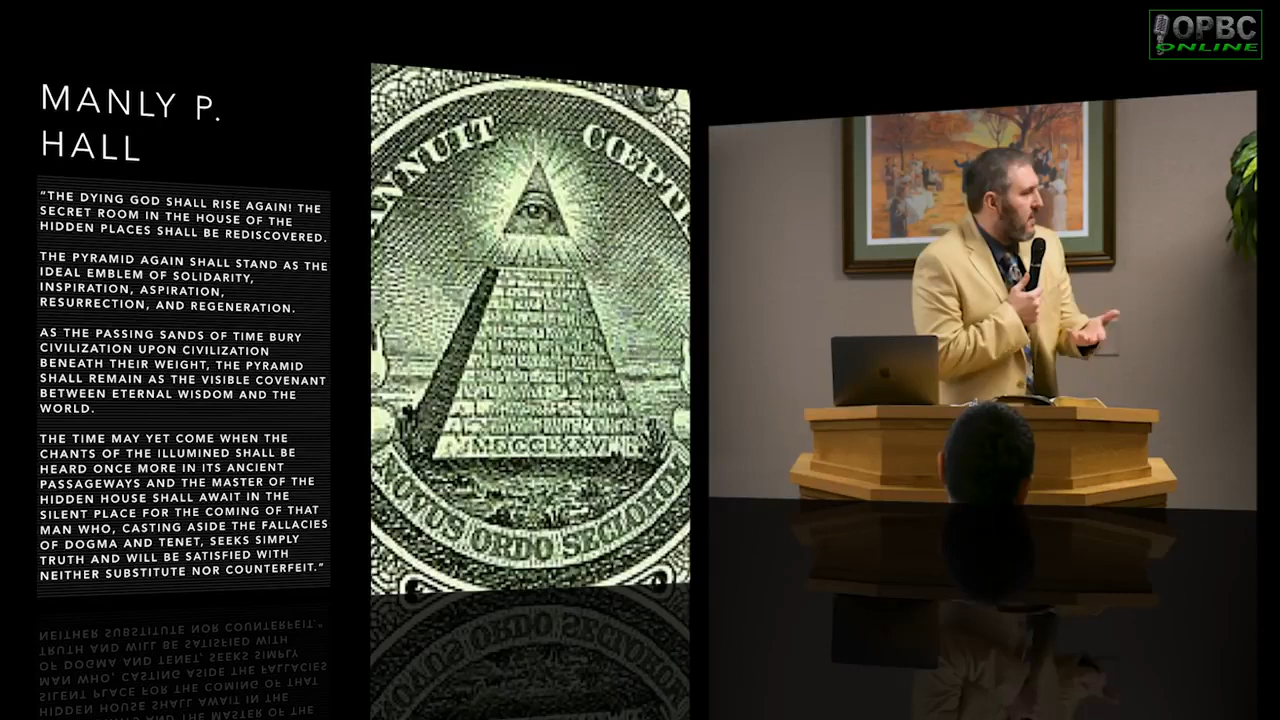 OPBC
ONLINE
MANLY P.
HALL
"THE DYING GOD SHALL RISE AGAIN! THE
SECRET ROOM IN THE HOUSE OF THE
HIDDEN PLACES SHALL BE REDISCOVERED.
THE PYRAMID AGAIN SHALL STAND AS THE
IDEAL EMBLEM OF SOLIDARITY,
INSPIRATION, ASPIRATION,
RESURRECTION, AND REGENERATION.
AS THE PASSING SANDS OF TIME BURY
CIVILIZATION UPON CIVILIZATION
BENEATH THEIR WEIGHT, THE PYRAMID
SHALL REMAIN AS THE VISIBLE COVENANT
BETWEEN ETERNAL WISDOM AND THE
WORLD.
THE TIME MAY YET COME WHEN THE
CHANTS OF THE ILLUMINED SHALL BE
HEARD ONCE MORE IN ITS ANCIENT
PASSAGEWAYS AND THE MASTER OF THE
HIDDEN HOUSE SHALL AWAIT IN THE
SILENT PLACE FOR THE COMING OF THAT
MAN WHO, CASTING ASIDE THE FALLACIES
OF DOGMA AND TENET, SEEKS SIMPLY
TRUTH AND WILL BE SATISFIED WITH
NEITHER SUBSTITUTE NOR COUNTERFEIT."
ANNUIT CŒPTI
MDCCLXXVI
NOVUS ORDO SECLORUM